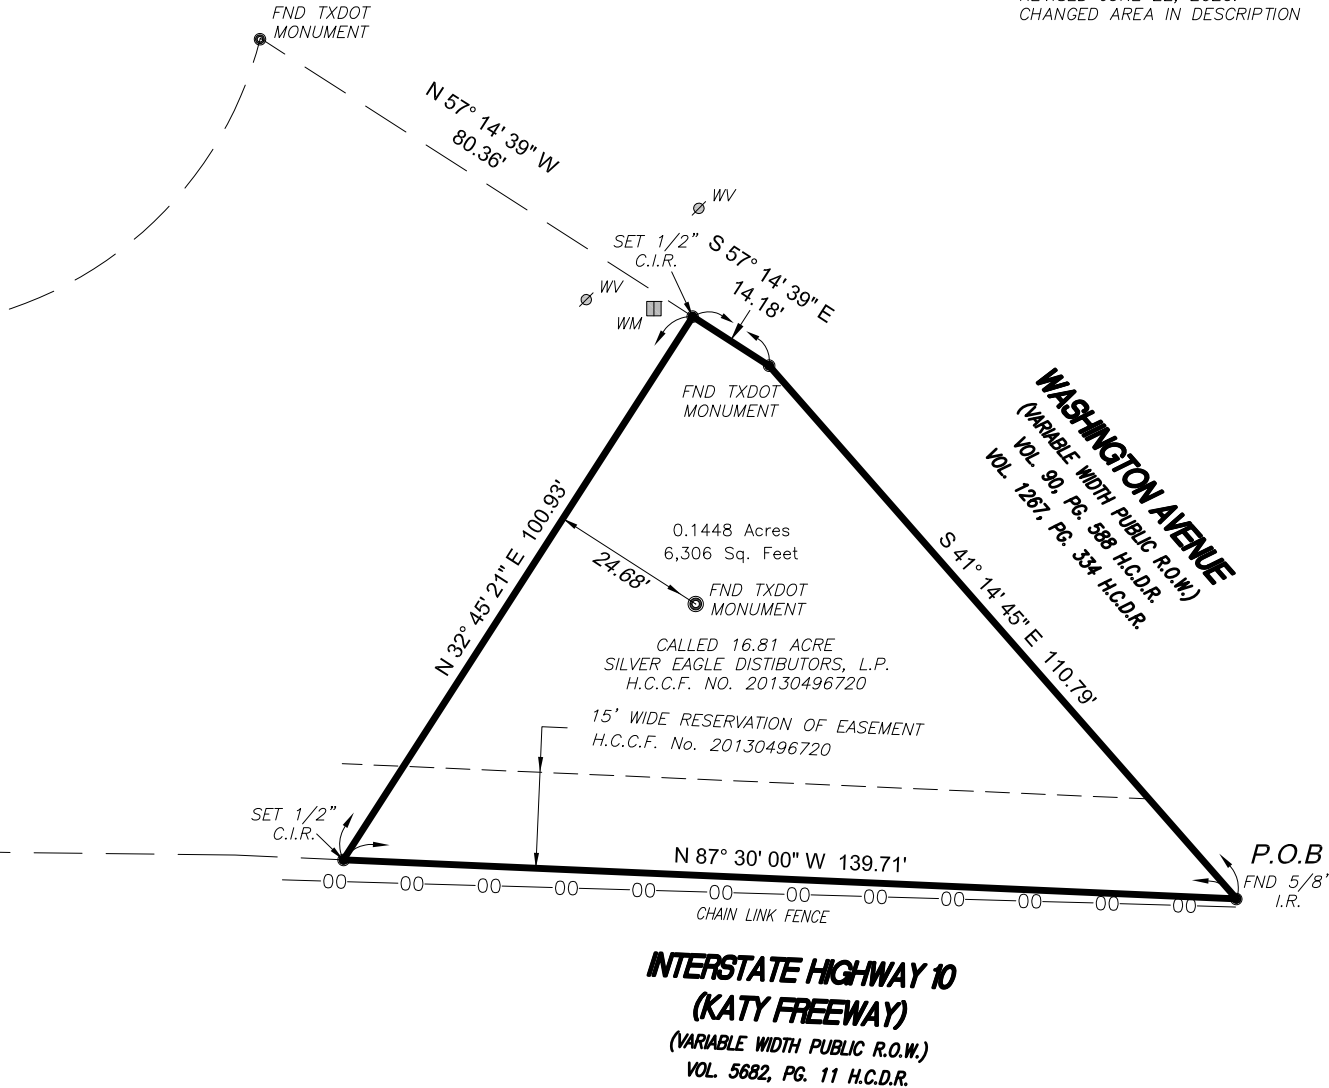 CHANGED AREA IN DESCRIPTION
FND TXDOT
MONUMENT
N 57° 14' 39" W
80.36'
WV
SET 1/2"
C.I.R.
S 57° 14' 39" E
14.18'
WV
WM
FND TXDOT
MONUMENT
WASHINGTON AVENUE
(VARIABLE WIDTH PUBLIC R.O.W.)
VOL. 90, PG. 588 H.C.D.R.
VOL. 1267, PG. 334 H.C.D.R.
N 32° 45' 21" E 100.93'
0.1448 Acres
6,306 Sq. Feet
24.68'
FND TXDOT
MONUMENT
S 41° 14' 45" E 110.79'
CALLED 16.81 ACRE
SILVER EAGLE DISTIBUTORS, L.P.
H.C.C.F. NO. 20130496720
15' WIDE RESERVATION OF EASEMENT
H.C.C.F. No. 20130496720
SET 1/2"
C.I.R.
N 87° 30' 00" W 139.71'
P.O.B
FND 5/8'
I.R.
CHAIN LINK FENCE
INTERSTATE HIGHWAY 10
(KATY FREEWAY)
(VARIABLE WIDTH PUBLIC R.O.W.)
VOL. 5682, PG. 11 H.C.D.R.